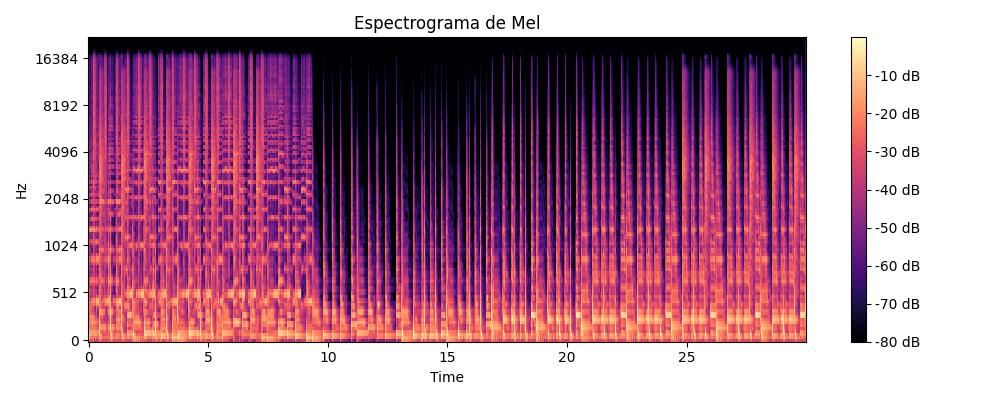 Espectrograma de Mel
16384
8192
4096
2048
1024
512
0
Hz
0 5 10 15 20 25
Time
-10 dB
-20 dB
-30 dB
-40 dB
-50 dB
-60 dB
-70 dB
-80 dB